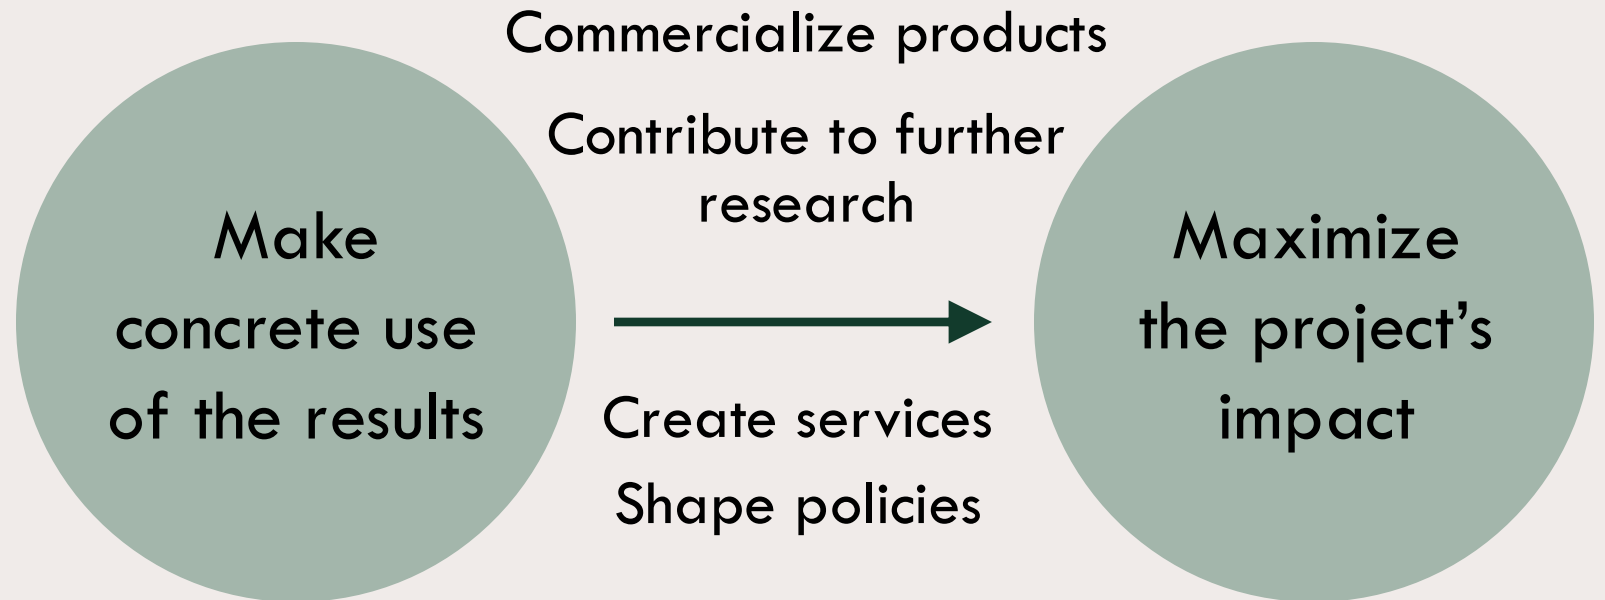 Commercialize products
Contribute to further
research
Make
concrete use
of the results
Create services
Shape policies
Maximize
the project’s
impact